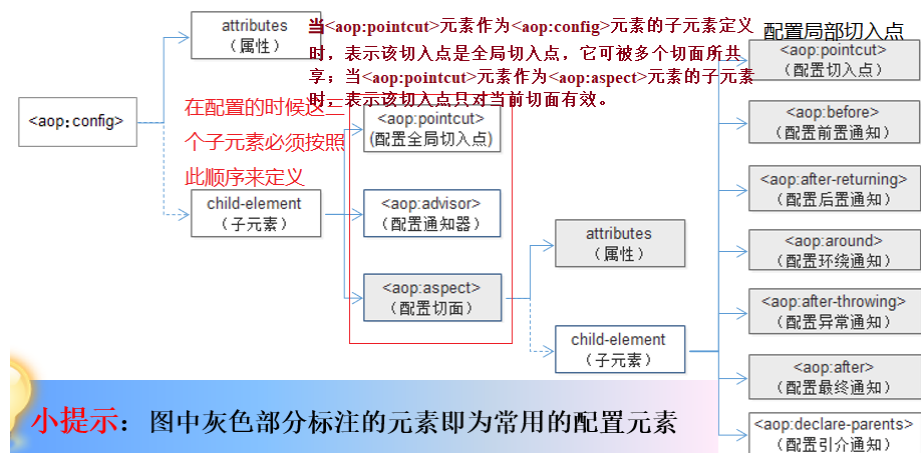 attributes
（属性）
当<aop:pointcut>元素作为<aop:config>元素的子元素定义
时，表示该切入点是全局切入点，它可被多个切面所共
享；当<aop:pointcut>元素作为<aop:aspect>元素的子元素
时，表示该切入点只对当前切面有效。
配置局部切入点
<aop:pointcut>
（配置切入点）
<aop:config>
在配置的时候这三
个子元素必须按照
此顺序来定义
<aop:pointcut>
(配置全局切入点)
<aop:before>
（配置前置通知）
child-element
（子元素）
<aop:advisor>
（配置通知器）
<aop:after-returning>
（配置后置通知）
attributes
（属性）
<aop:around>
（配置环绕通知）
<aop:aspect>
（配置切面）
<aop:after-throwing>
（配置异常通知）
child-element
（子元素）
<aop:after>
（配置最终通知）
<aop:declare-parents>
（配置引介通知）
小提示：图中灰色部分标注的元素即为常用的配置元素